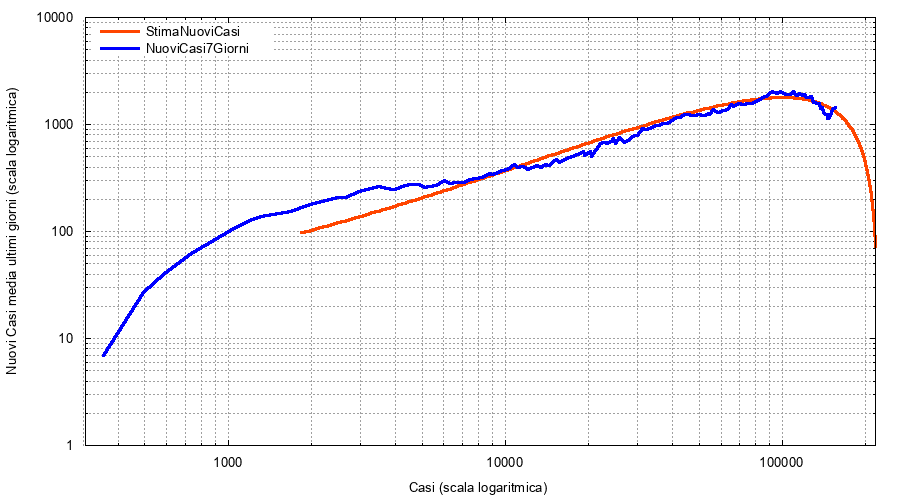 10000
1000
100
10
1
StimaNuoviCasi
NuoviCasi7Giorni
Nuovi Casi media ultimi giorni (scala logaritmica)
1000 10000 100000
Casi (scala logaritmica)